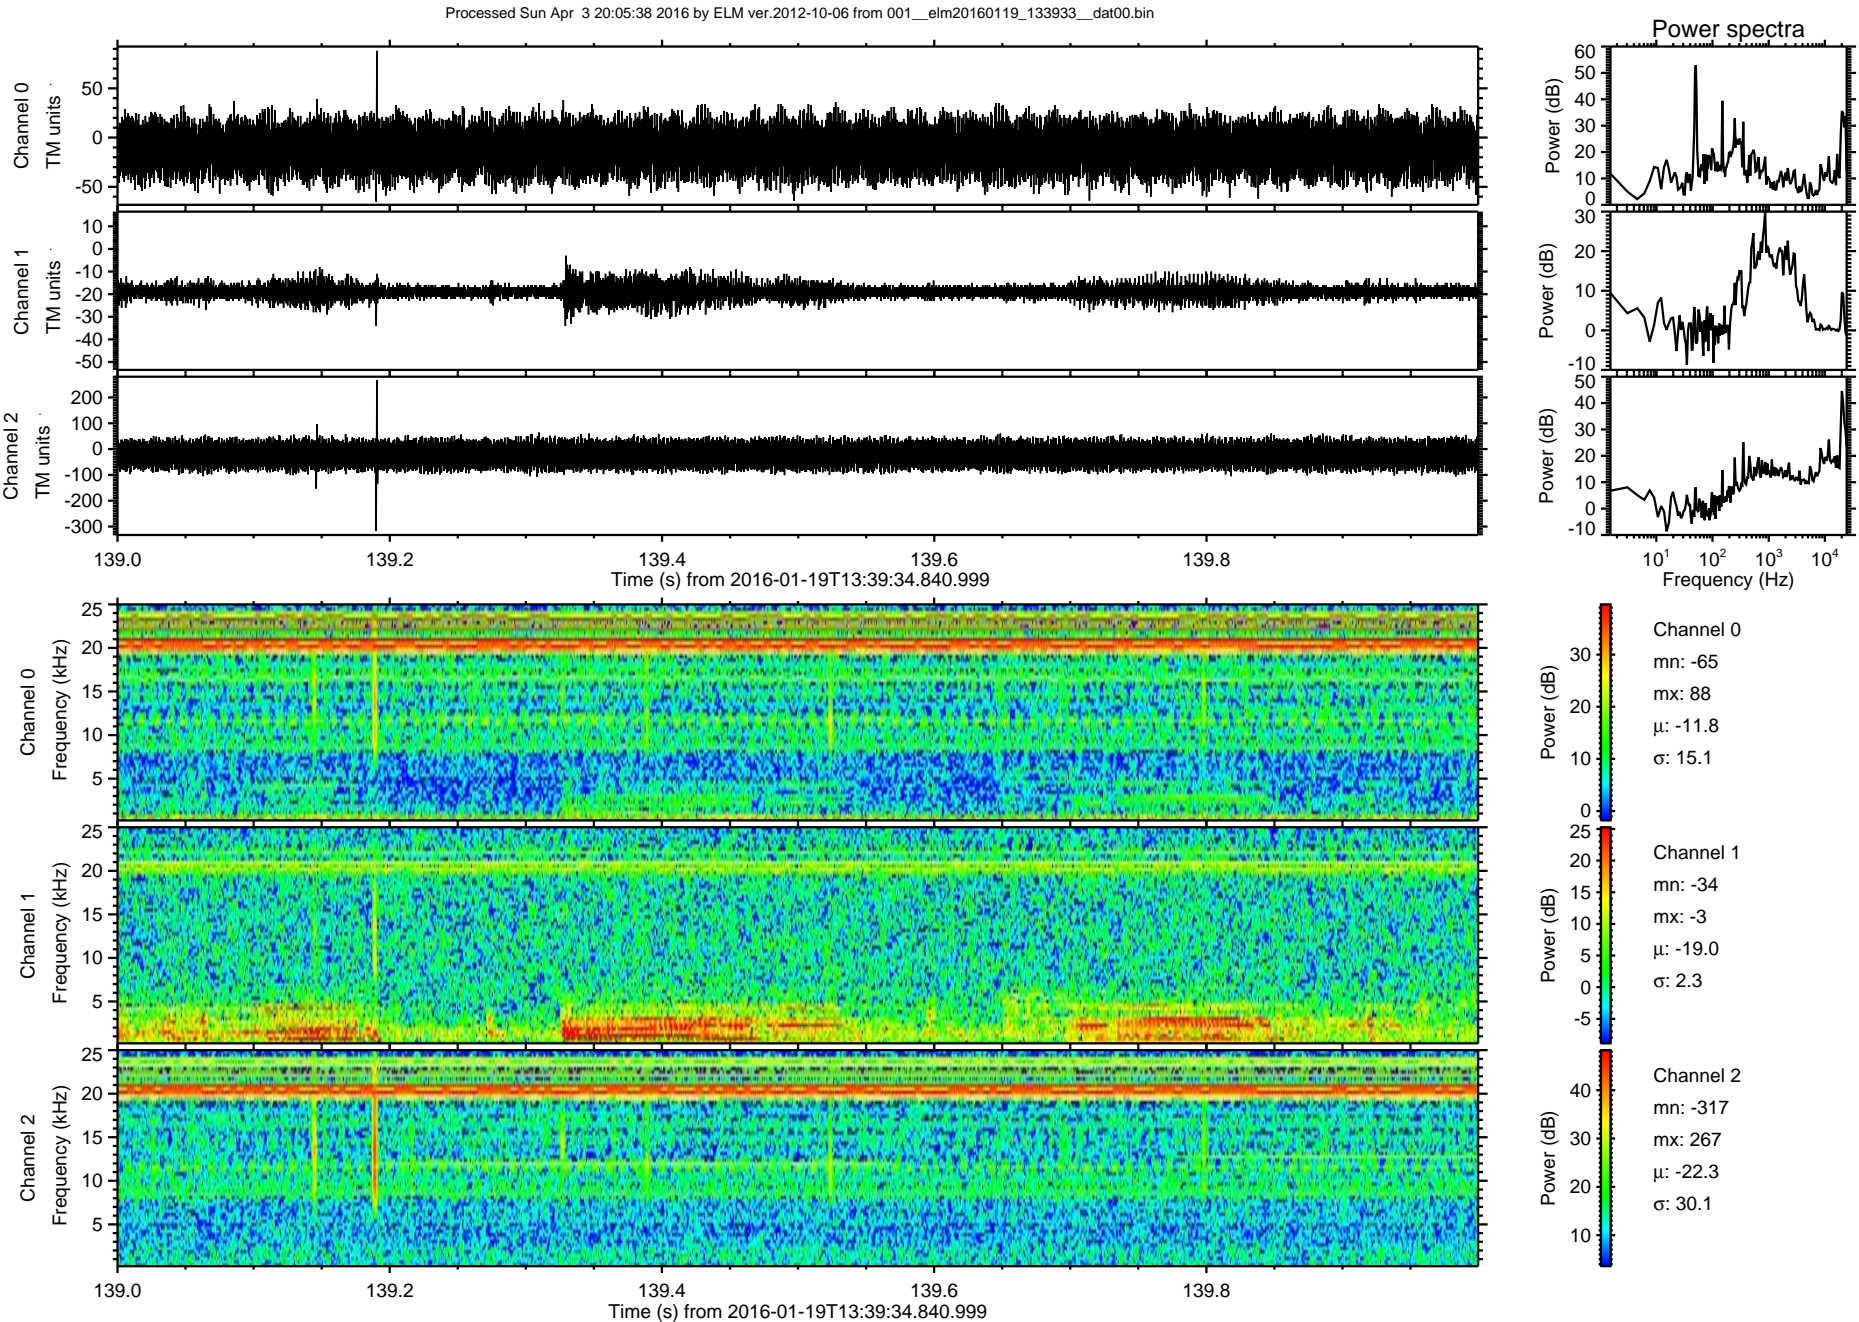 Processed Sun Apr  3 20:05:38 2016 by ELM ver.2012-10-06 from 001__elm20160119_133933__dat00.bin
Power spectra
Channel 0
TM units
50
0
-50
Power (dB)
60
50
40
30
20
10
0
Channel 1
TM units
10
0
-10
-20
-30
-40
-50
Power (dB)
30
20
10
0
-10
Channel 2
TM units
200
100
0
-100
-200
-300
Power (dB)
50
40
30
20
10
0
-10
139.0 139.2 139.4 139.6 139.8
Time (s) from 2016-01-19T13:39:34.840.999
10¹ 10² 10³ 10⁴
Frequency (Hz)
Channel 0
Frequency (kHz)
25
20
15
10
5
Power (dB)
30
20
10
0
Channel 0
mn: -65
mx: 88
µ: -11.8
σ: 15.1
Channel 1
Frequency (kHz)
25
20
15
10
5
Power (dB)
25
20
15
10
5
0
-5
Channel 1
mn: -34
mx: -3
µ: -19.0
σ: 2.3
Channel 2
Frequency (kHz)
25
20
15
10
5
Power (dB)
40
30
20
10
Channel 2
mn: -317
mx: 267
µ: -22.3
σ: 30.1
139.0 139.2 139.4 139.6 139.8
Time (s) from 2016-01-19T13:39:34.840.999